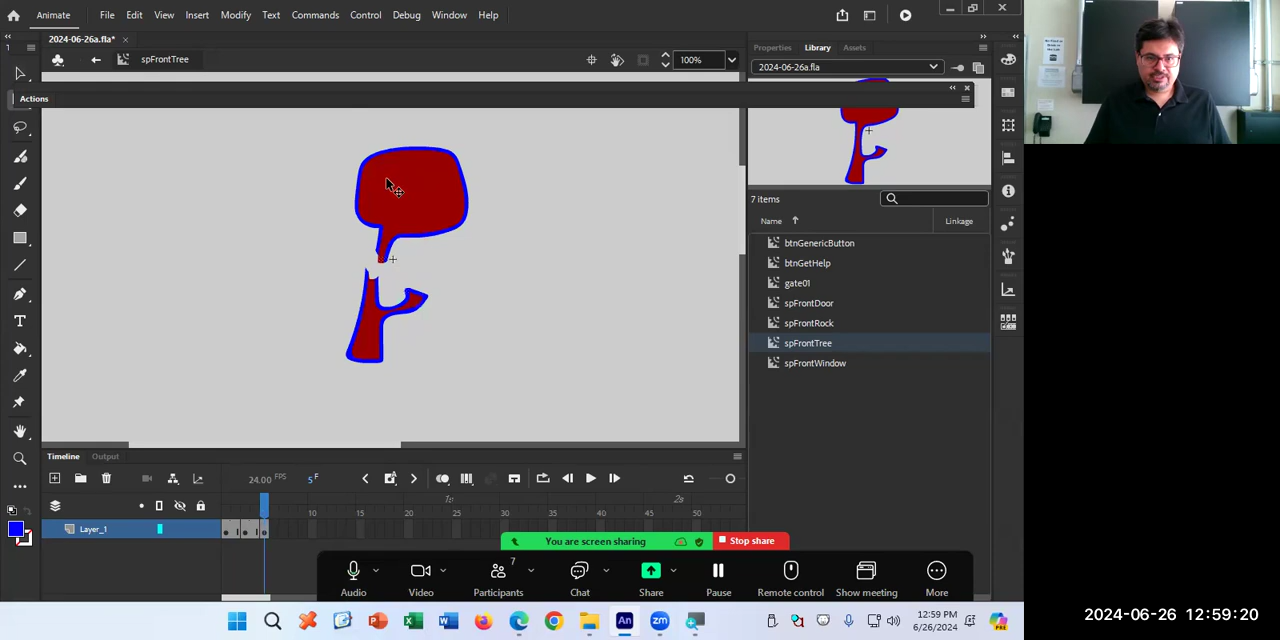 Animate File Edit View Insert Modify Text Commands Control Debug Window Help
2024-06-26a.fla* ×
1
spFrontTree
100%
Properties Library Assets
2024-06-26a.fla
Actions
7 items
Name Linkage
btnGenericButton
btnGetHelp
gate01
spFrontDoor
spFrontRock
spFrontTree
spFrontWindow
Timeline Output
24.00 FPS 5 F
1s 2s
10 15 20 25 30 35 40 45 50
Layer_1
You are screen sharing Stop share
7
Audio Video Participants Chat Share Pause Remote control Show meeting More
12:59 PM
6/26/2024
2024-06-26 12:59:20